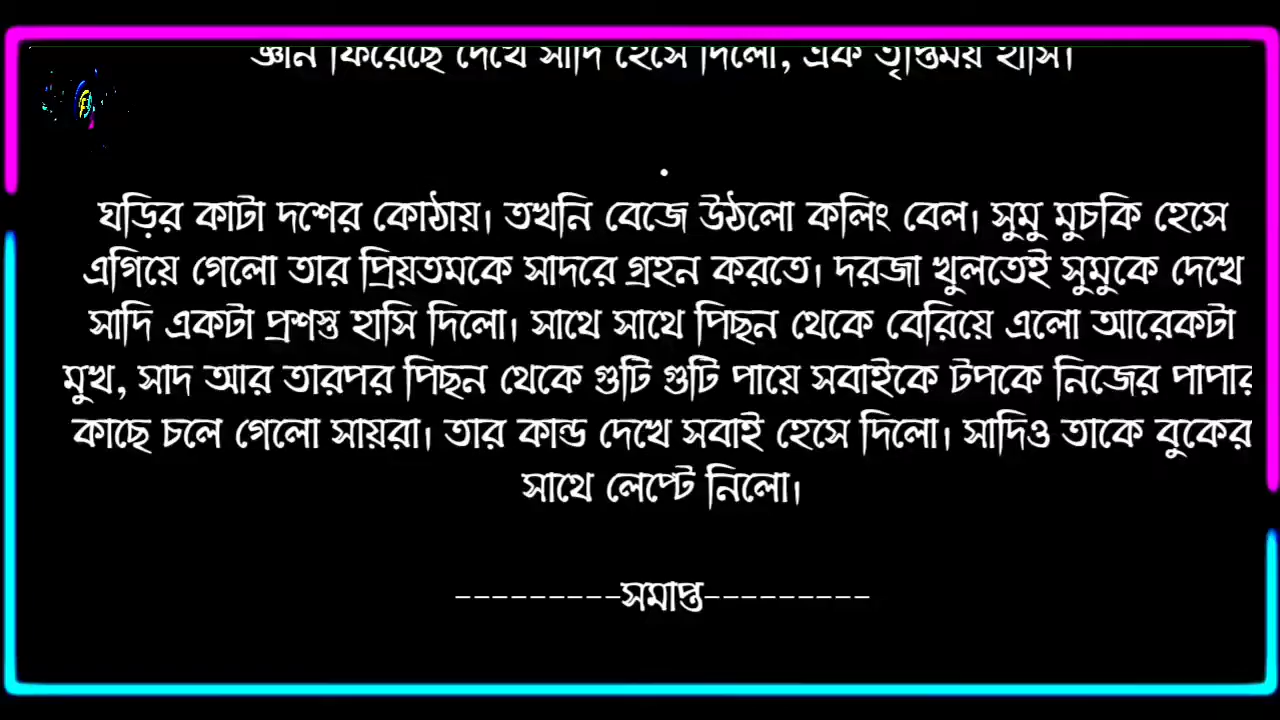 জ্ঞান ফিরেছে দেখে সাদি হেসে দিলো, এক তৃপ্তিময় হাসি।
.
ঘড়ির কাটা দশের কোঠায়। তখনি বেজে উঠলো কলিং বেল। সুমু মুচকি হেসে
এগিয়ে গেলো তার প্রিয়তমকে সাদরে গ্রহন করতে। দরজা খুলতেই সুমুকে দেখে
সাদি একটা প্রশস্ত হাসি দিলো। সাথে সাথে পিছন থেকে বেরিয়ে এলো আরেকটা
মুখ, সাদ আর তারপর পিছন থেকে গুটি গুটি পায়ে সবাইকে টপকে নিজের পাপার
কাছে চলে গেলো সায়রা। তার কান্ড দেখে সবাই হেসে দিলো। সাদিও তাকে বুকের
সাথে লেপ্টে নিলো।
---------সমাপ্ত---------